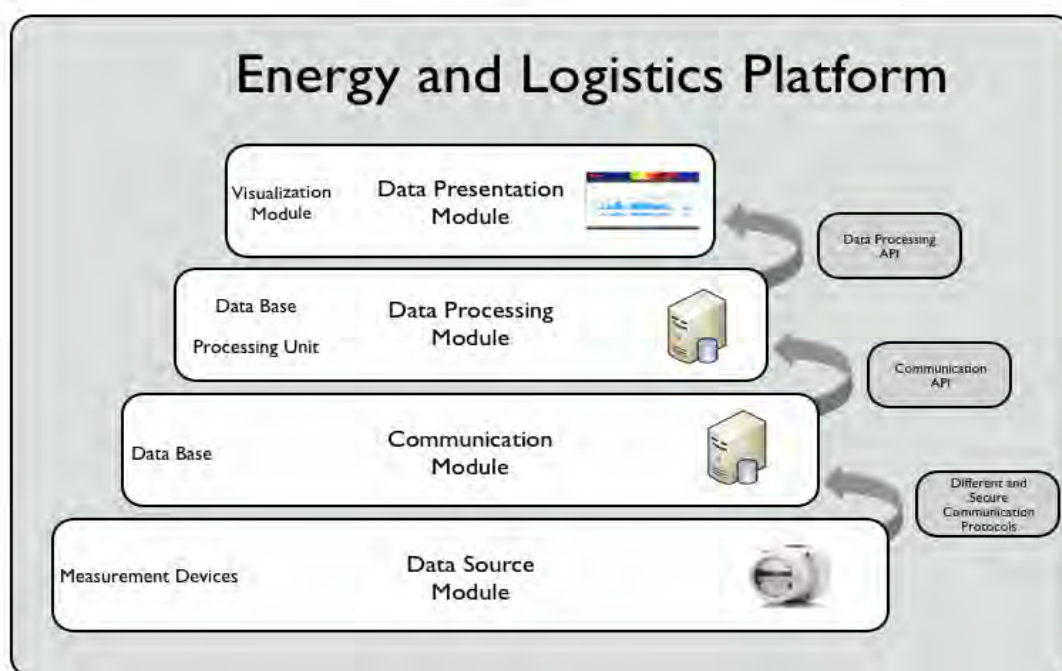 Energy and Logistics Platform
Visualization
Module
Data Presentation
Module
Data Processing
API
Data Base
Processing Unit
Data Processing
Module
Communication
API
Data Base
Communication
Module
Different and
Secure
Communication
Protocols
Measurement Devices
Data Source
Module